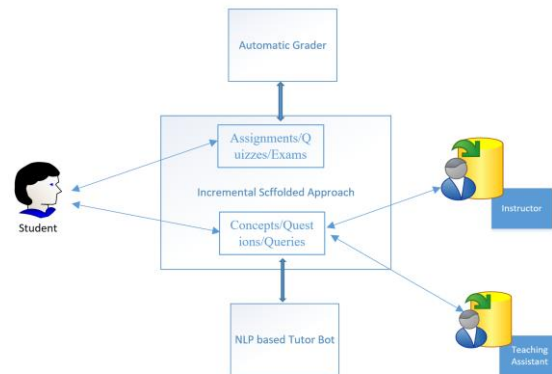 Automatic Grader
Assignments/Q
uizzes/Exams
Incremental Scffolded Approach
Student
Concepts/Quest
ions/Queries
Instructor
NLP based Tutor Bot
Teaching
Assistant